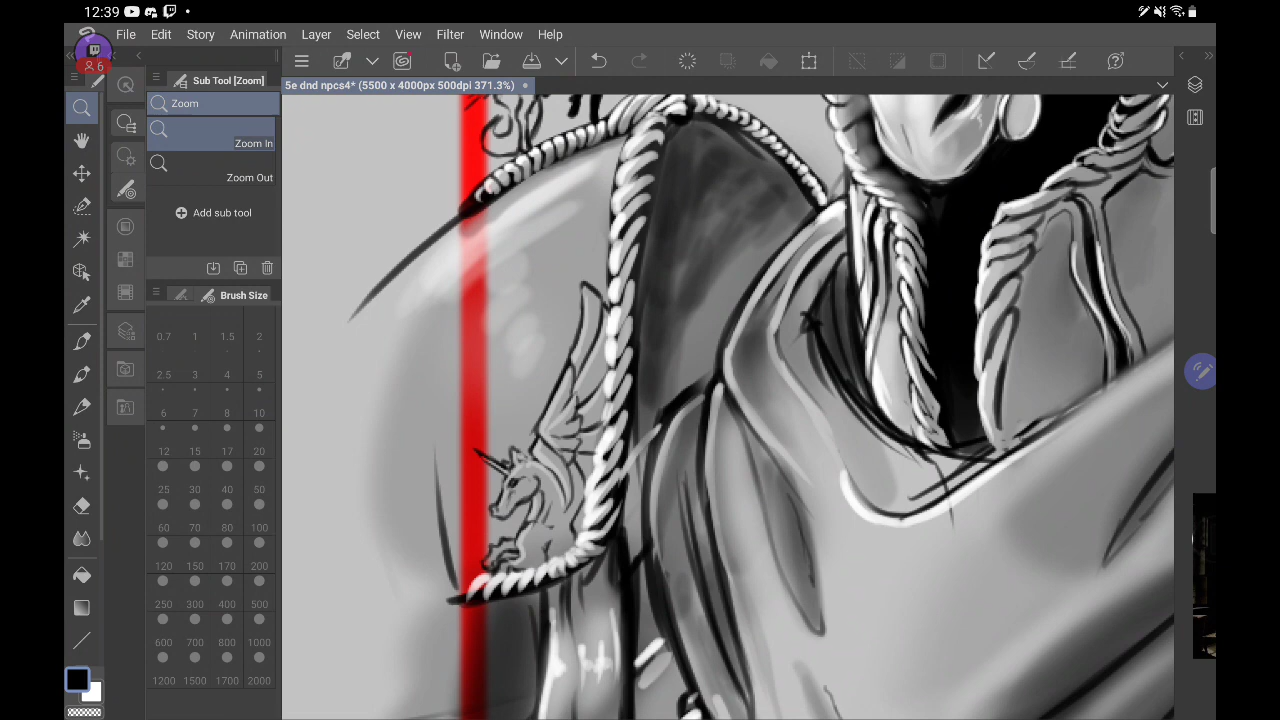 12:39
File Edit Story Animation Layer Select View Filter Window Help
6
Sub Tool [Zoom]
5e dnd npcs4* (5500 x 4000px 500dpi 371.3%)
Zoom
Zoom In
Zoom Out
Add sub tool
Brush Size
0.7 1 1.5 2
2.5 3 4 5
6 7 8 10
12 15 17 20
25 30 40 50
60 70 80 100
120 150 170 200
250 300 400 500
600 700 800 1000
1200 1500 1700 2000